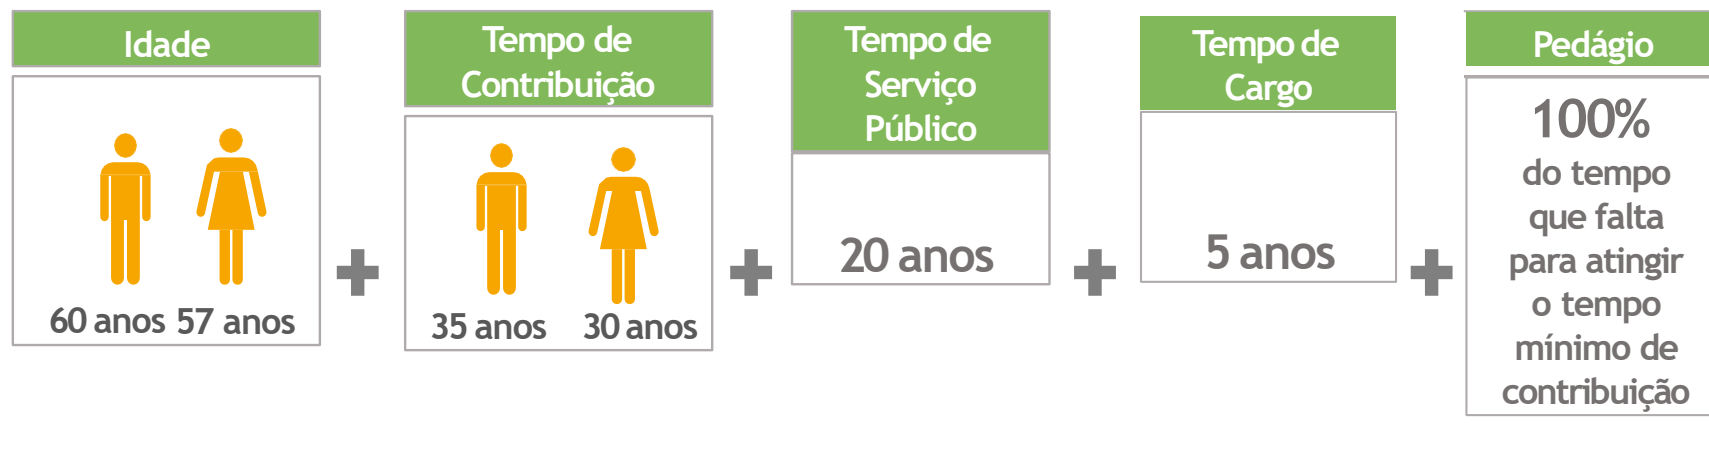 Idade
60 anos 57 anos
Tempo de
Contribuição
35 anos 30 anos
Tempo de
Serviço
Público
20 anos
Tempo de
Cargo
5 anos
Pedágio
100%
do tempo
que falta
para atingir
o tempo
mínimo de
contribuição